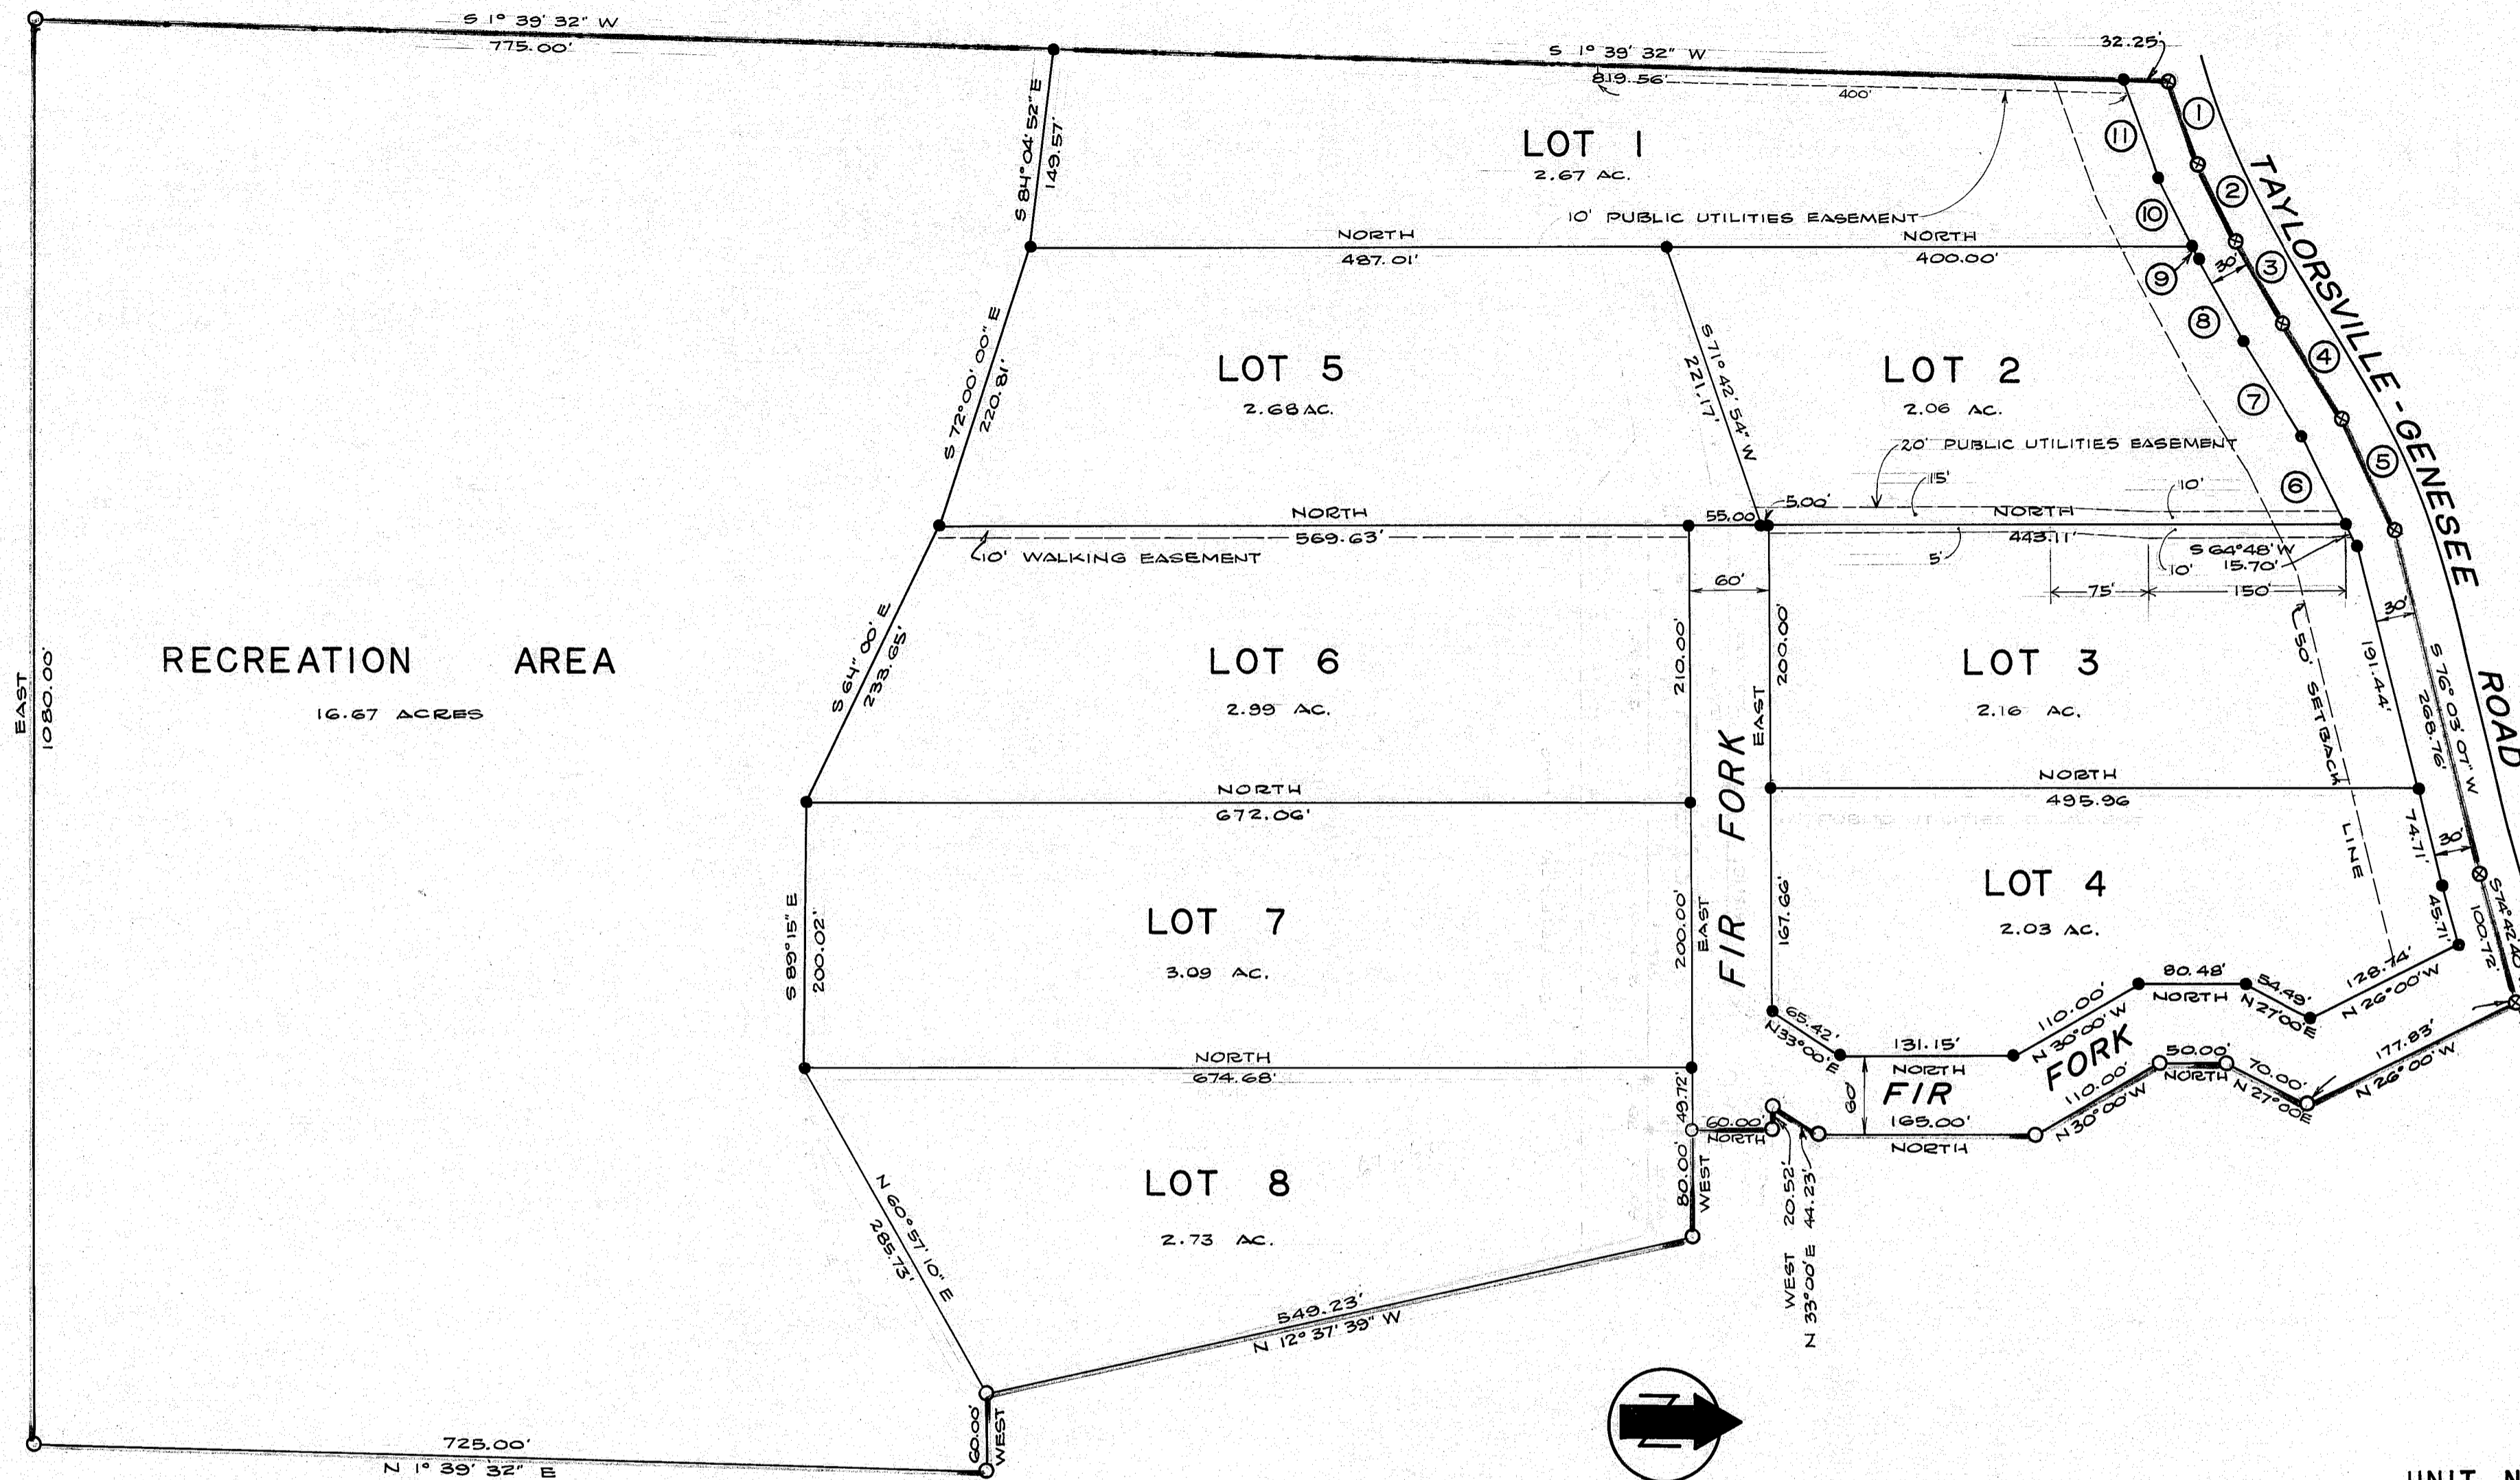 S 1° 39' 32" W
775.00'
S 1° 39' 32" W
819.56'
400'
32.25'
S 84° 04' 52" E
149.57'
LOT 1
2.67 AC.
10' PUBLIC UTILITIES EASEMENT
1
2
3
4
5
6
7
8
9
10
11
30'
TAYLORSVILLE - GENESEE ROAD
NORTH
487.01'
NORTH
400.00'
S 72° 00' 00" E
220.81'
LOT 5
2.68 AC.
S 71° 42' 54" W
221.17'
LOT 2
2.06 AC.
20' PUBLIC UTILITIES EASEMENT
15'
10'
5.00'
55.00'
NORTH
569.63'
10' WALKING EASEMENT
NORTH
443.11'
5'
10'
S 64° 48' W
15.70'
75'
150'
60'
30'
EAST
1080.00'
RECREATION AREA
16.67 ACRES
S 64° 00' E
233.65'
LOT 6
2.99 AC.
210.00'
200.00'
EAST
LOT 3
2.16 AC.
50' SETBACK LINE
191.44'
S 76° 03' 07" W
268.76'
NORTH
672.06'
NORTH
495.96
FIR FORK
FIR FORK
S 89° 15" E
200.02'
LOT 7
3.09 AC.
200.00'
EAST
167.66'
LOT 4
2.03 AC.
74.71'
30'
45.71'
S 74° 42' 40"
100.72'
65.42'
N 33° 00' E
131.15'
NORTH
110.00'
N 30° 00' W
80.48'
NORTH
54.49'
N 27° 00' E
128.74'
N 26° 00' W
NORTH
674.68'
49.72'
60.00'
NORTH
60'
FIR FORK
165.00'
NORTH
110.00'
N 30° 00' W
50.00'
NORTH
70.00'
N 27° 00 E
177.83'
N 26° 00' W
LOT 8
2.73 AC.
80.00'
WEST
WEST 20.52'
N 33° 00' E 44.23'
N 60° 57' 10" E
285.73'
549.23'
N 12° 37' 39" W
60.00'
WEST
725.00'
N 1° 39' 32" E
N
UNIT N